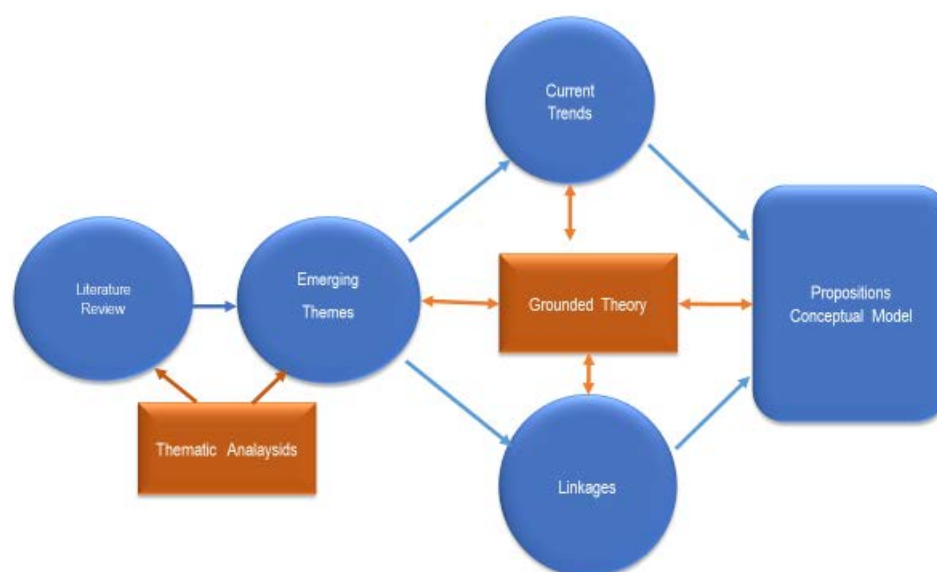 Current
Trends
Literature
Review
Emerging
Themes
Grounded Theory
Propositions
Conceptual Model
Thematic Analaysids
Linkages